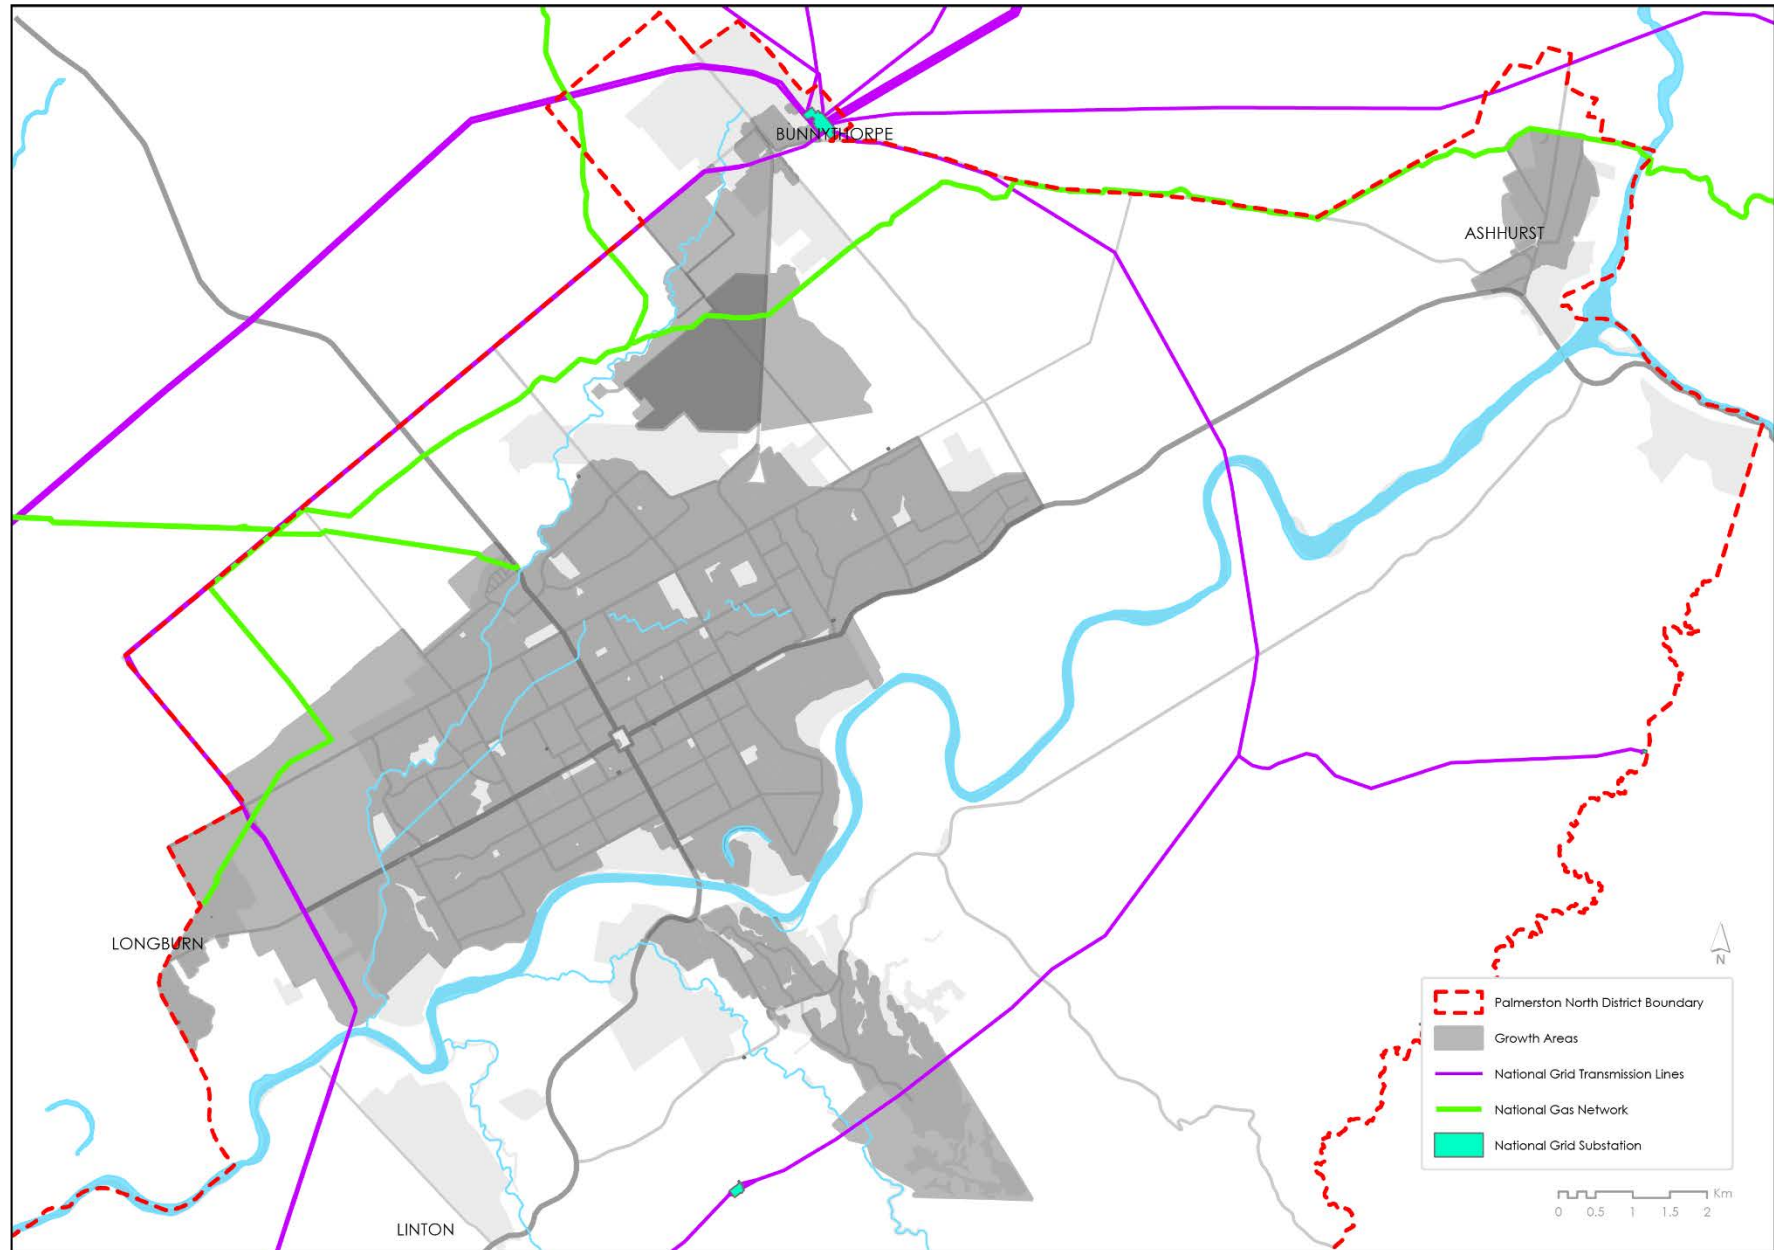 BUNNYTHORPE
ASHHURST
LONGBURN
LINTON
N
Palmerston North District Boundary
Growth Areas
National Grid Transmission Lines
National Gas Network
National Grid Substation
Km
0 0.5 1 1.5 2